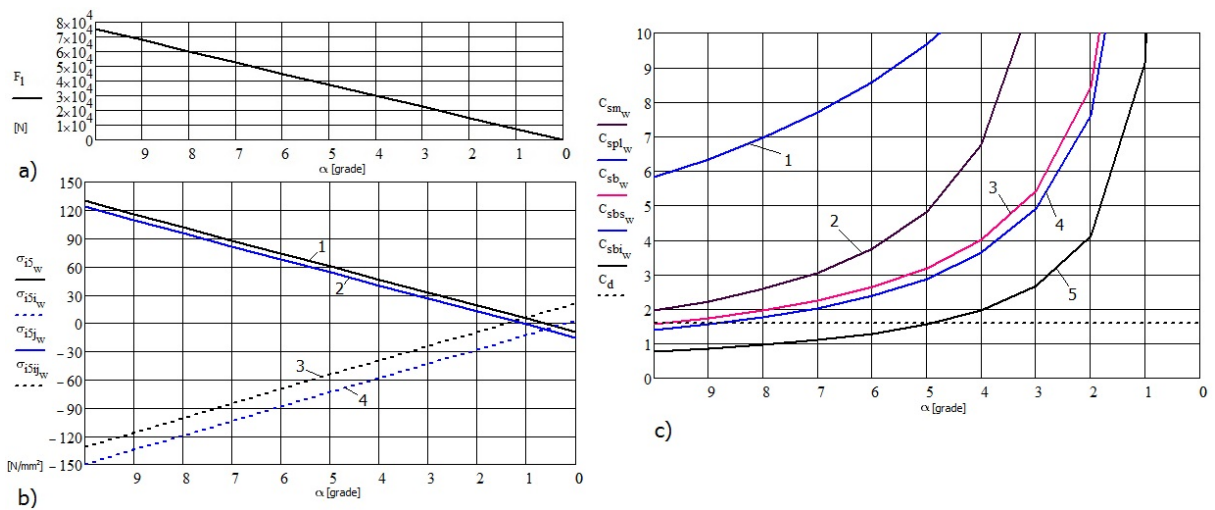 8×10⁴
7×10⁴
6×10⁴
5×10⁴
4×10⁴
3×10⁴
2×10⁴
1×10⁴
0
F₁
[N]
9 8 7 6 5 4 3 2 1 0
α [grade]
a)
150
120
90
60
30
0
−30
−60
−90
−120
−150
σi5w
σi5iw
σi5jw
σi5ijw
[N/mm²]
1
2
3
4
9 8 7 6 5 4 3 2 1 0
α [grade]
b)
10
9
8
7
6
5
4
3
2
1
0
Csmw
Csplw
Csbw
Csbsw
Csbiw
Cd
1
2
3
4
5
9 8 7 6 5 4 3 2 1 0
α [grade]
c)